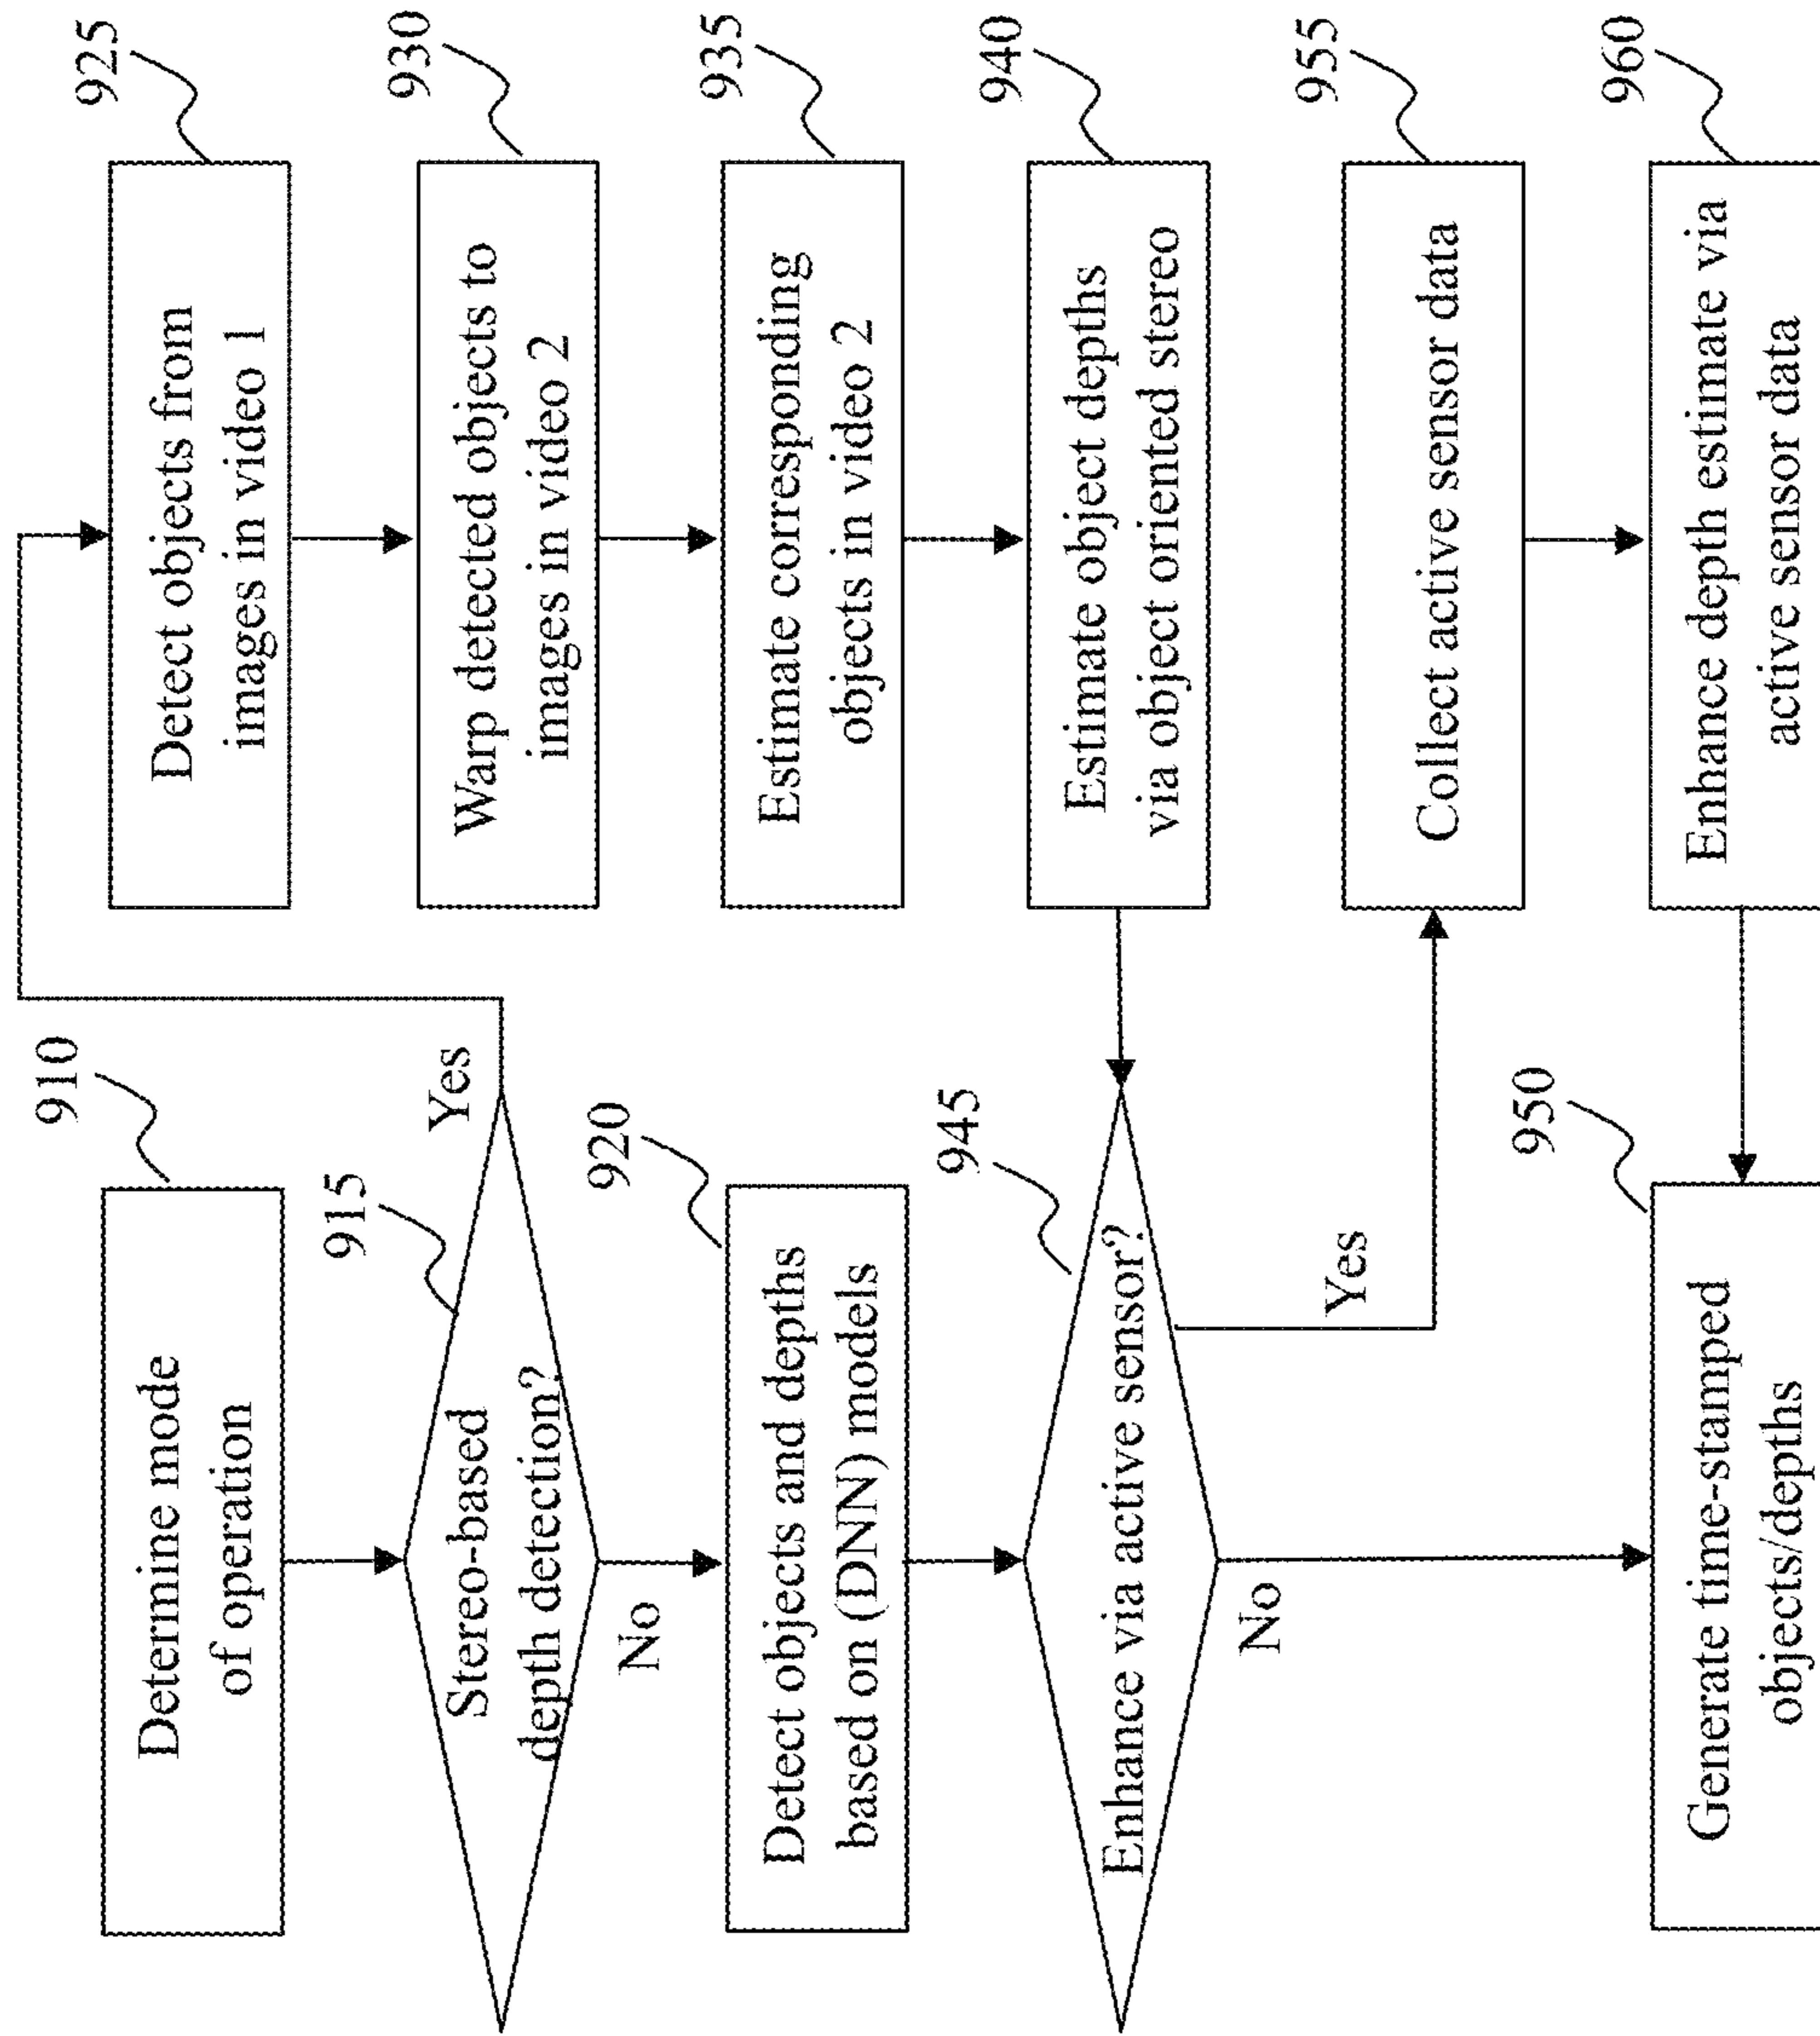 910
Determine mode
of operation
915
Stereo-based
depth detection?
Yes
No
920
Detect objects and depths
based on (DNN) models
945
Enhance via active sensor?
Yes
No
950
Generate time-stamped
objects/depths
925
Detect objects from
images in video 1
930
Warp detected objects to
images in video 2
935
Estimate corresponding
objects in video 2
940
Estimate object depths
via object oriented stereo
955
Collect active sensor data
960
Enhance depth estimate via
active sensor data